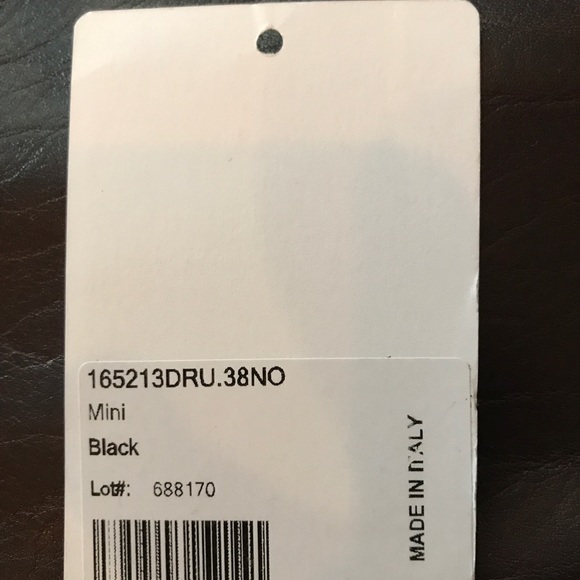 165213DRU.38NO
Mini
Black
Lot#: 688170
MADE IN ITALY